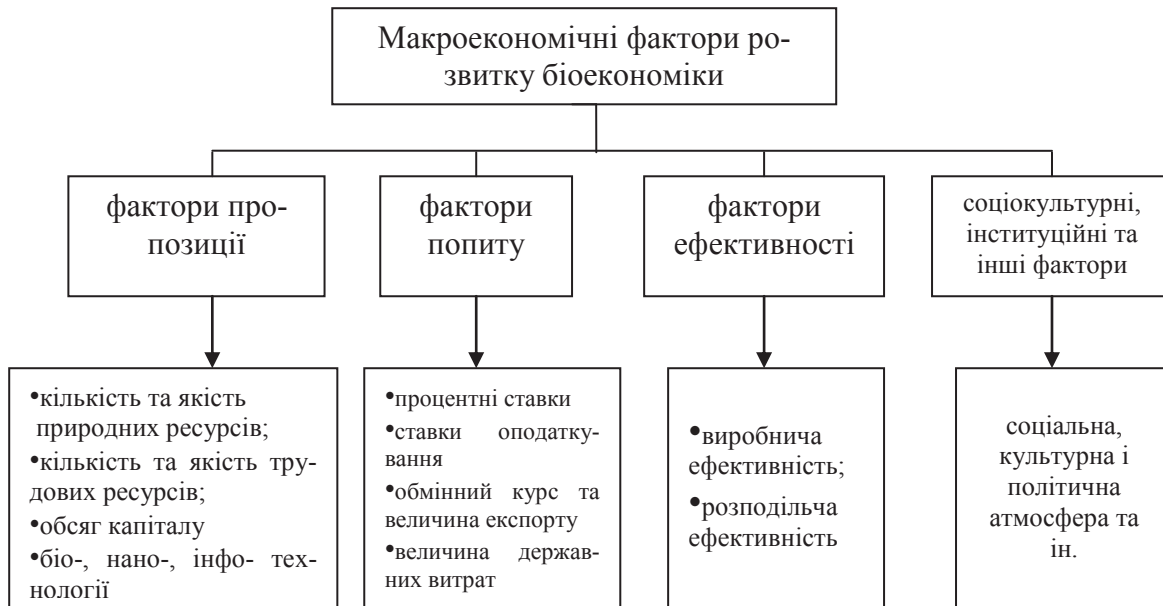 Макроекономічні фактори ро-
звитку біоекономіки
фактори про-
позиції
фактори
попиту
фактори
ефективності
соціокультурні,
інституційні та
інші фактори
•кількість та якість
природних ресурсів;
•кількість та якість тру-
дових ресурсів;
•обсяг капіталу
•біо-, нано-, інфо- тех-
нології
•процентні ставки
•ставки оподатку-
вання
•обмінний курс та
величина експорту
•величина держав-
них витрат
•виробнича
ефективність;
•розподільча
ефективність
соціальна,
культурна і
політична
атмосфера та
ін.